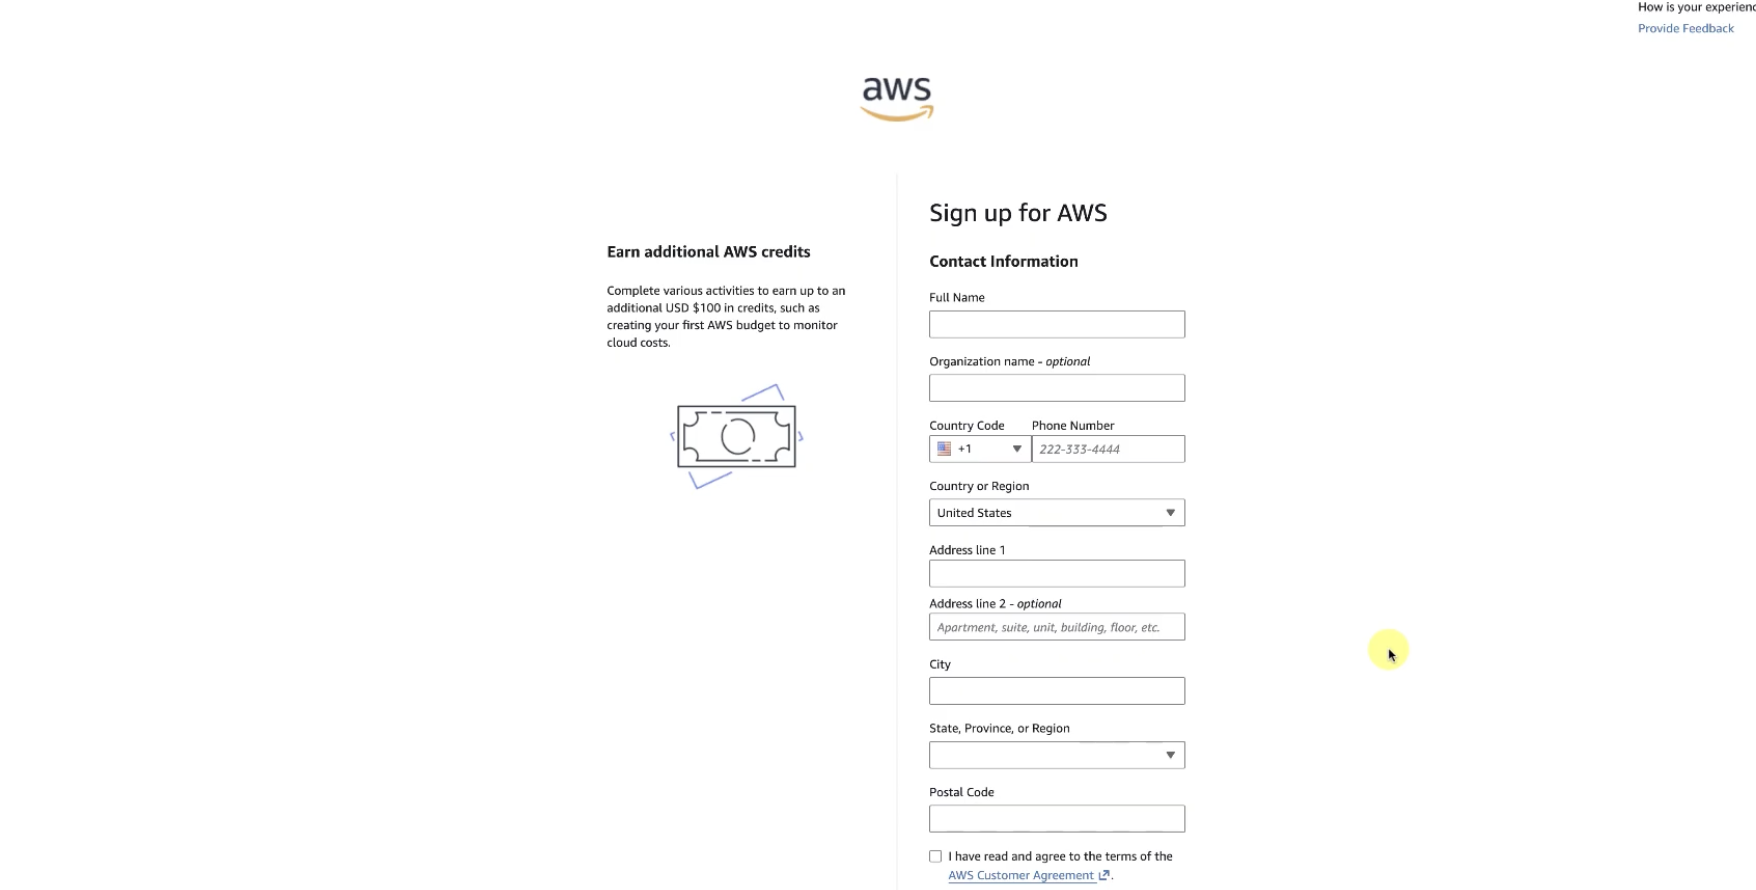 How is your
Provide Feedback
aws
Earn additional AWS credits
Complete various activities to earn up to an
additional USD $100 in credits, such as
creating your first AWS budget to monitor
cloud costs.
Sign up for AWS
Contact Information
Full Name
Organization name - optional
Country Code Phone Number
+1 222-333-4444
Country or Region
United States
Address line 1
Address line 2 - optional
Apartment, suite, unit, building, floor, etc.
City
State, Province, or Region
Postal Code
I have read and agree to the terms of the
AWS Customer Agreement .